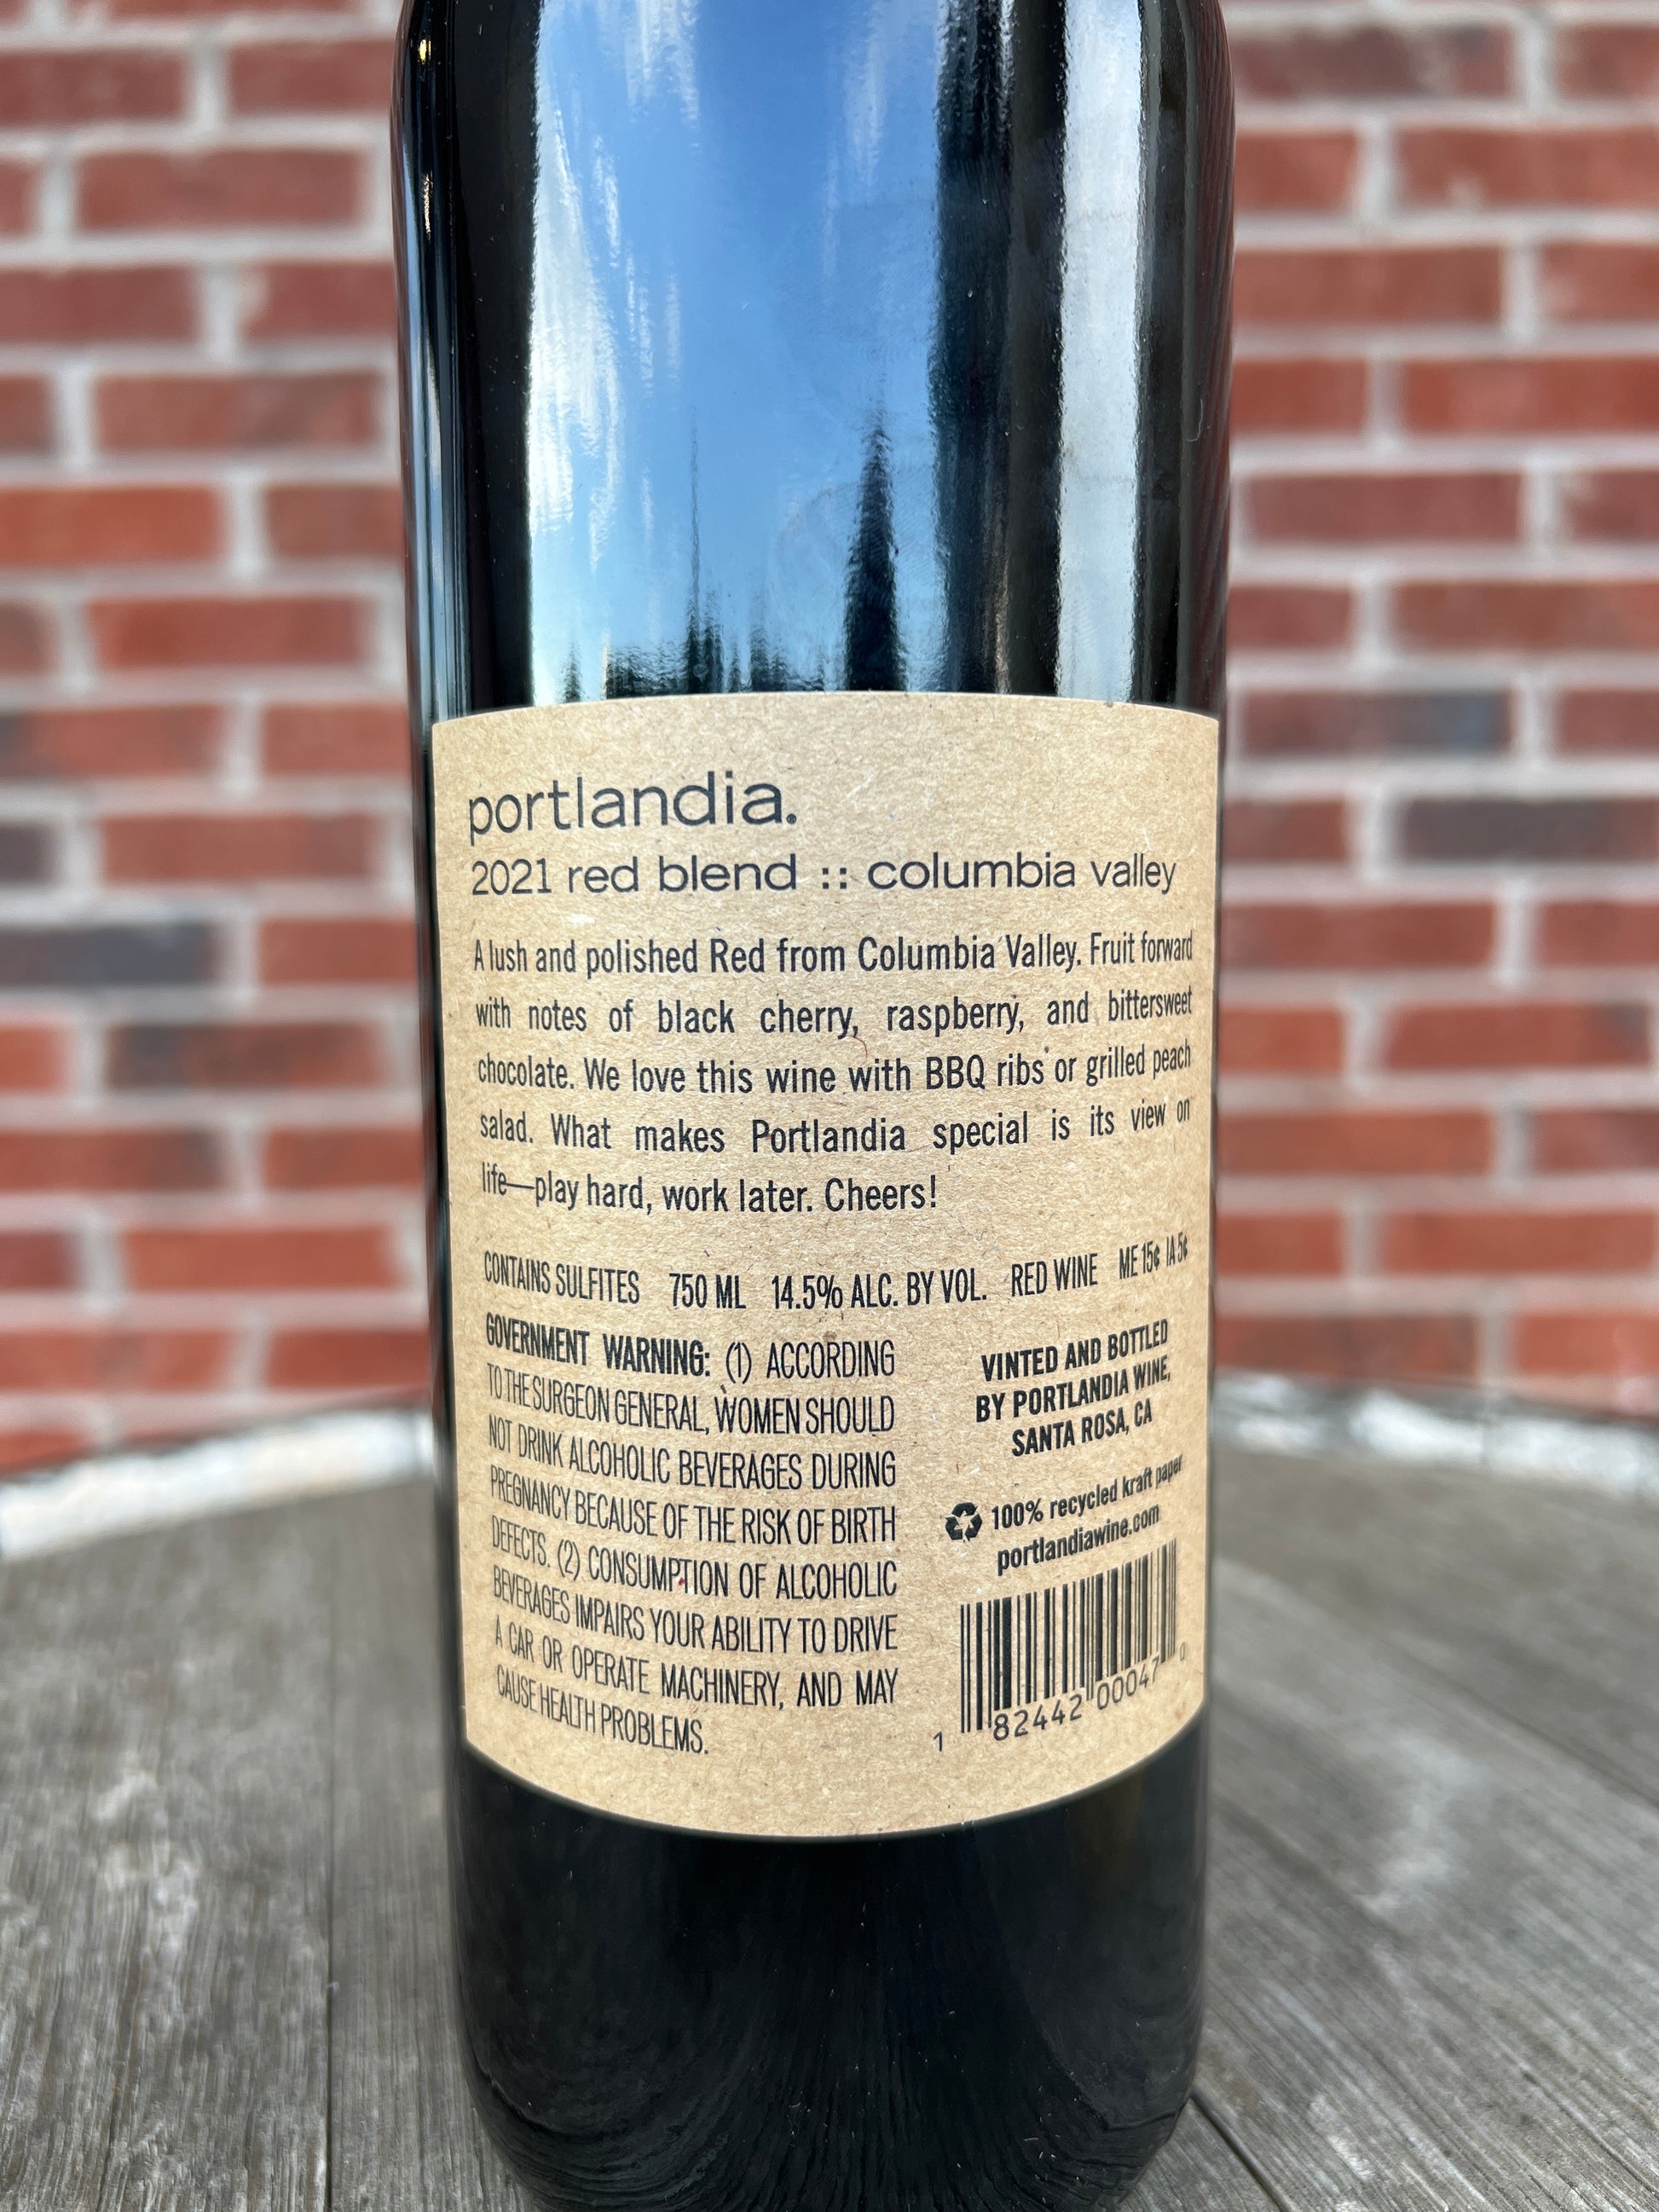 portlandia.
2021 red blend :: columbia valley
A lush and polished Red from Columbia Valley. Fruit forward
with notes of black cherry, raspberry, and bittersweet
chocolate. We love this wine with BBQ ribs or grilled peach
salad. What makes Portlandia special is its view on
life—play hard, work later. Cheers!
CONTAINS SULFITES 750 ML 14.5% ALC. BY VOL. RED WINE ME 15¢ IA 5¢
GOVERNMENT WARNING: (1) ACCORDING
TO THE SURGEON GENERAL, WOMEN SHOULD
NOT DRINK ALCOHOLIC BEVERAGES DURING
PREGNANCY BECAUSE OF THE RISK OF BIRTH
DEFECTS. (2) CONSUMPTION OF ALCOHOLIC
BEVERAGES IMPAIRS YOUR ABILITY TO DRIVE
A CAR OR OPERATE MACHINERY, AND MAY
CAUSE HEALTH PROBLEMS.
VINTED AND BOTTLED
BY PORTLANDIA WINE,
SANTA ROSA, CA
100% recycled kraft paper
portlandiawine.com
1 82442 00047 0